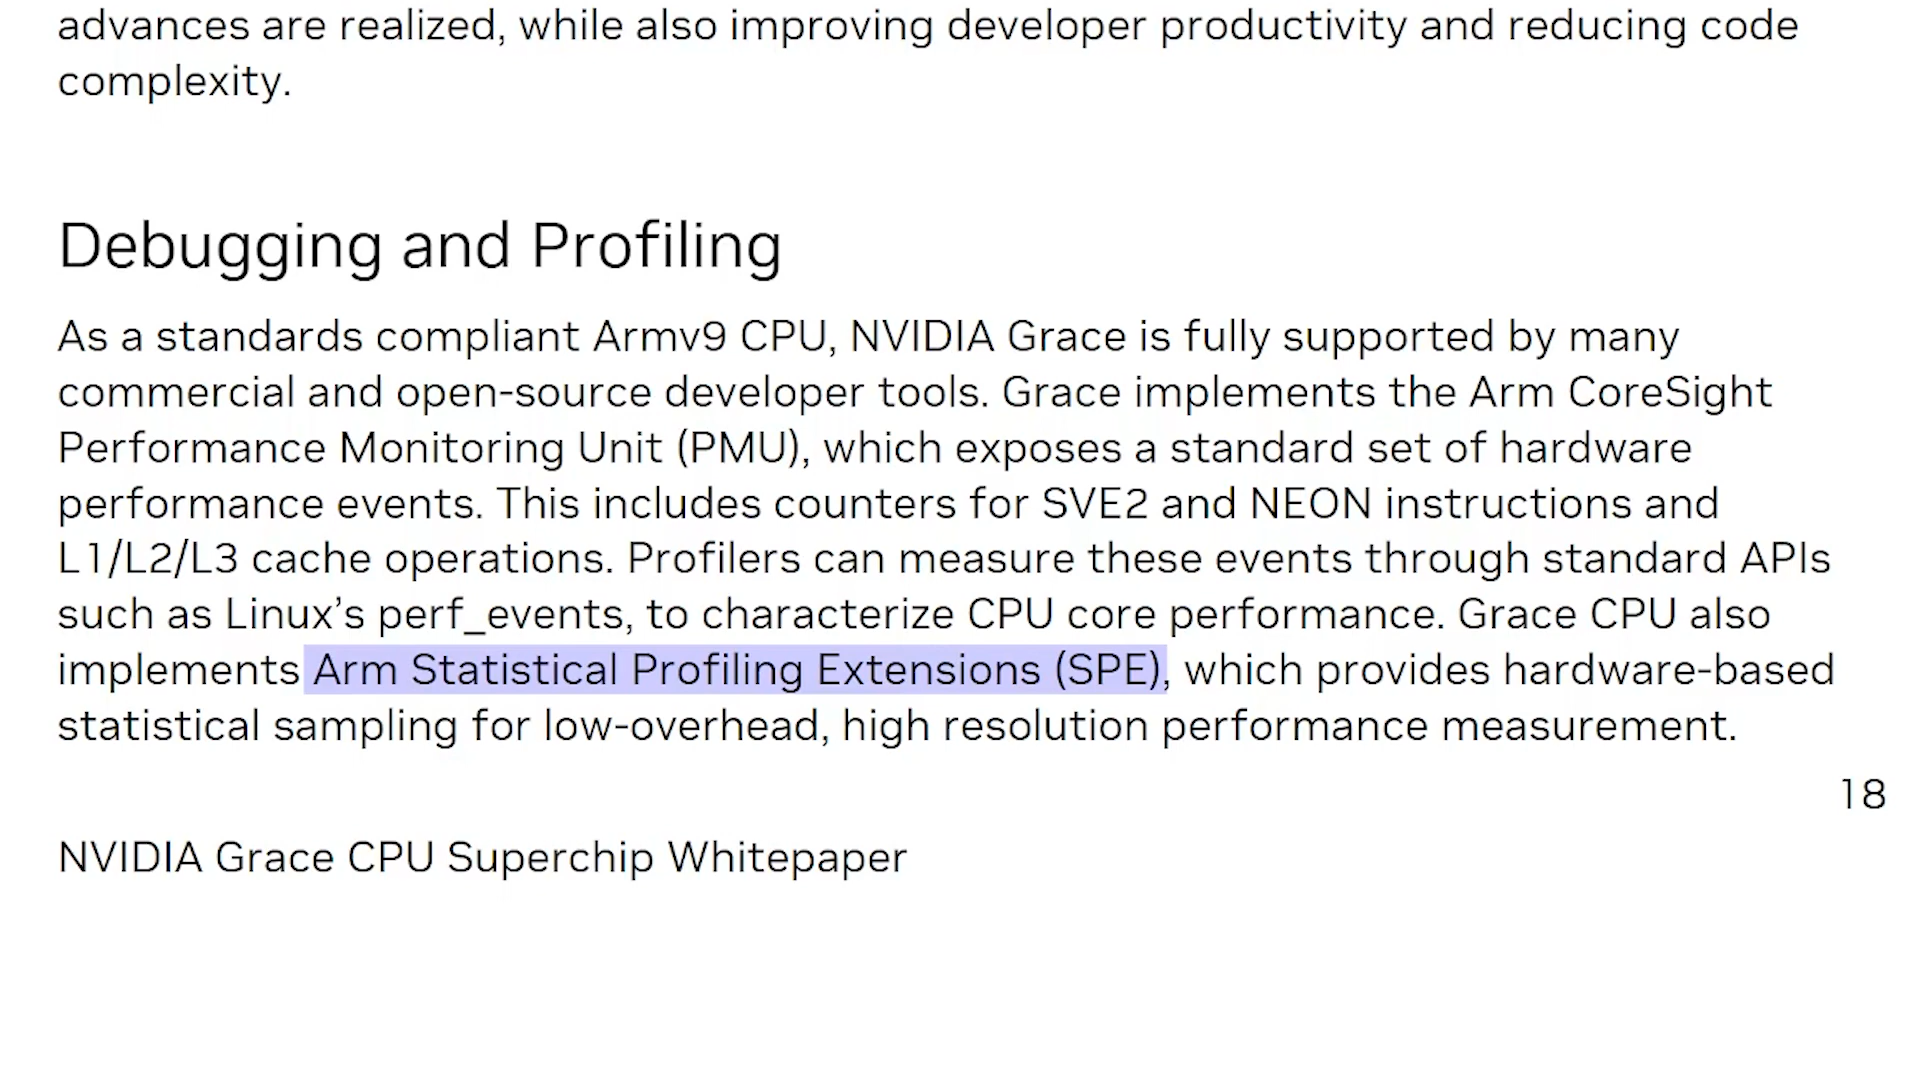 advances are realized, while also improving developer productivity and reducing code
complexity.
Debugging and Profiling
As a standards compliant Armv9 CPU, NVIDIA Grace is fully supported by many
commercial and open-source developer tools. Grace implements the Arm CoreSight
Performance Monitoring Unit (PMU), which exposes a standard set of hardware
performance events. This includes counters for SVE2 and NEON instructions and
L1/L2/L3 cache operations. Profilers can measure these events through standard APIs
such as Linux’s perf_events, to characterize CPU core performance. Grace CPU also
implements Arm Statistical Profiling Extensions (SPE), which provides hardware-based
statistical sampling for low-overhead, high resolution performance measurement.
18
NVIDIA Grace CPU Superchip Whitepaper